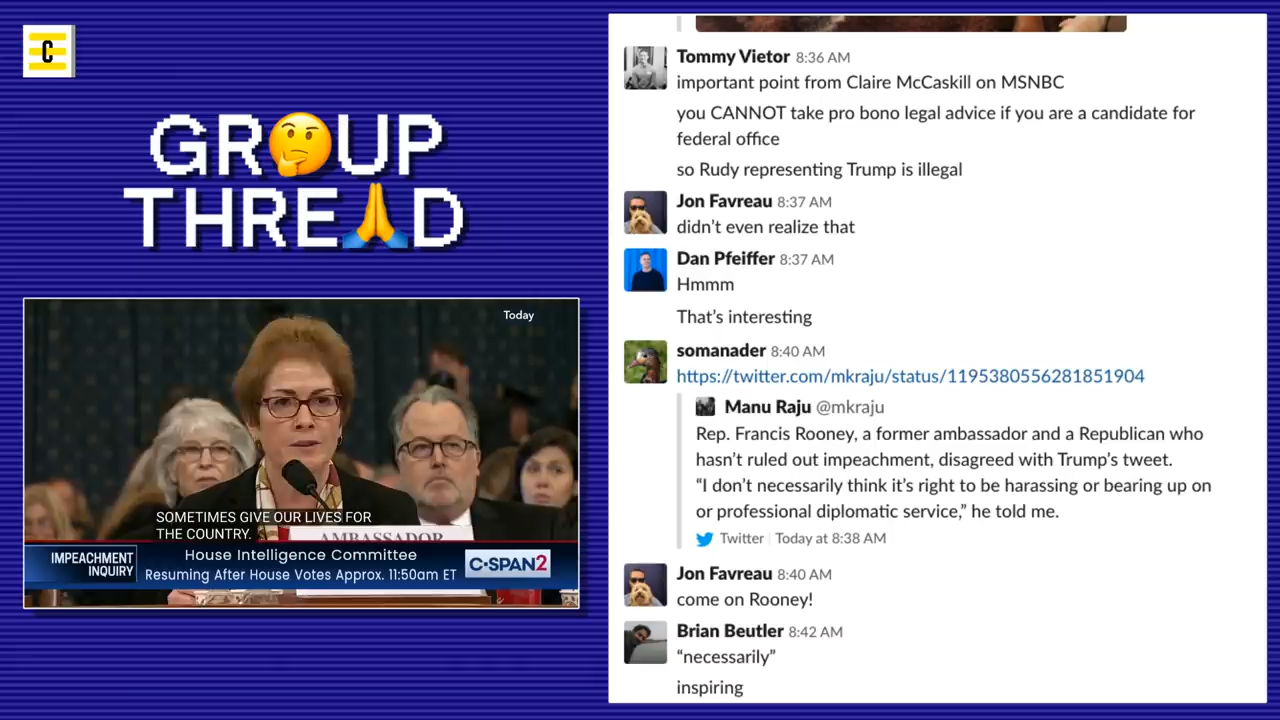 C
GR🤔UP
THRE🙏D
Today
SOMETIMES GIVE OUR LIVES FOR
THE COUNTRY.
AMBASSADOR
IMPEACHMENT
INQUIRY
House Intelligence Committee
Resuming After House Votes Approx. 11:50am ET
C-SPAN2
Tommy Vietor 8:36 AM
important point from Claire McCaskill on MSNBC
you CANNOT take pro bono legal advice if you are a candidate for
federal office
so Rudy representing Trump is illegal
Jon Favreau 8:37 AM
didn’t even realize that
Dan Pfeiffer 8:37 AM
Hmmm
That’s interesting
somanader 8:40 AM
https://twitter.com/mkraju/status/1195380556281851904
Manu Raju @mkraju
Rep. Francis Rooney, a former ambassador and a Republican who
hasn’t ruled out impeachment, disagreed with Trump’s tweet.
“I don’t necessarily think it’s right to be harassing or bearing up on
or professional diplomatic service,” he told me.
Twitter Today at 8:38 AM
Jon Favreau 8:40 AM
come on Rooney!
Brian Beutler 8:42 AM
“necessarily”
inspiring